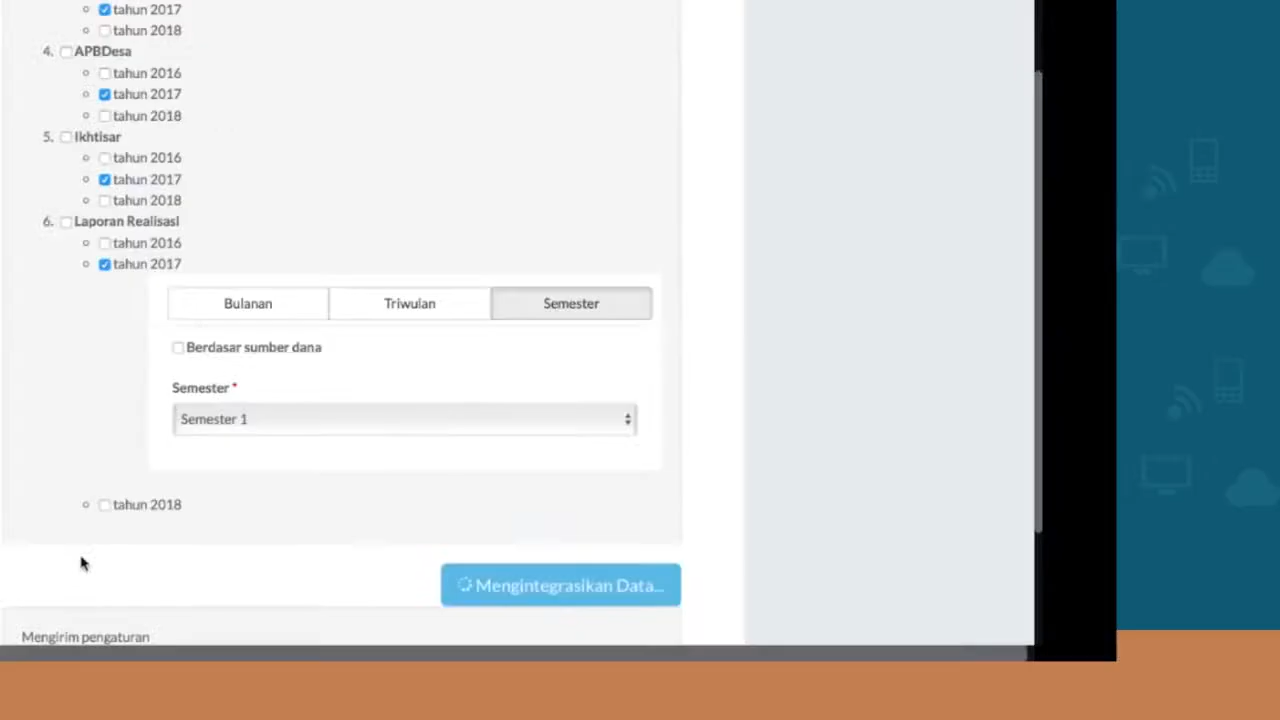 tahun 2017
tahun 2018
4. APBDesa
tahun 2016
tahun 2017
tahun 2018
5. Ikhtisar
tahun 2016
tahun 2017
tahun 2018
6. Laporan Realisasi
tahun 2016
tahun 2017
Bulanan Triwulan Semester
Berdasar sumber dana
Semester *
Semester 1
tahun 2018
Mengintegrasikan Data...
Mengirim pengaturan